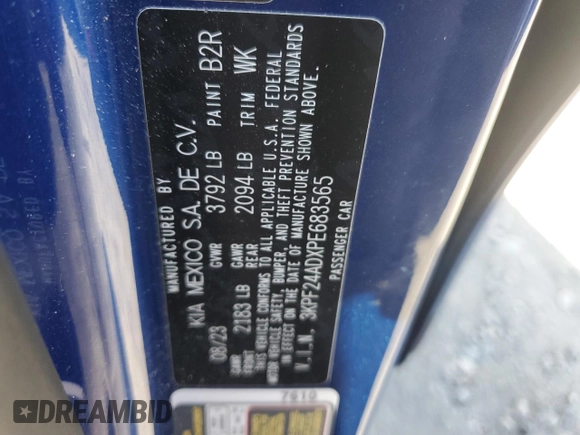 MANUFACTURED BY
KIA MEXICO S.A. DE C.V.
08/23 GVWR 3792 LB PAINT B2R
GAWR FRONT 2183 LB GAWR REAR 2094 LB TRIM WK
THIS VEHICLE CONFORMS TO ALL APPLICABLE U.S.A. FEDERAL
MOTOR VEHICLE SAFETY, BUMPER, AND THEFT PREVENTION STANDARDS
IN EFFECT ON THE DATE OF MANUFACTURE SHOWN ABOVE.
V.I.N. 3KPF24ADXPE683565
PASSENGER CAR
7610
DREAMBID